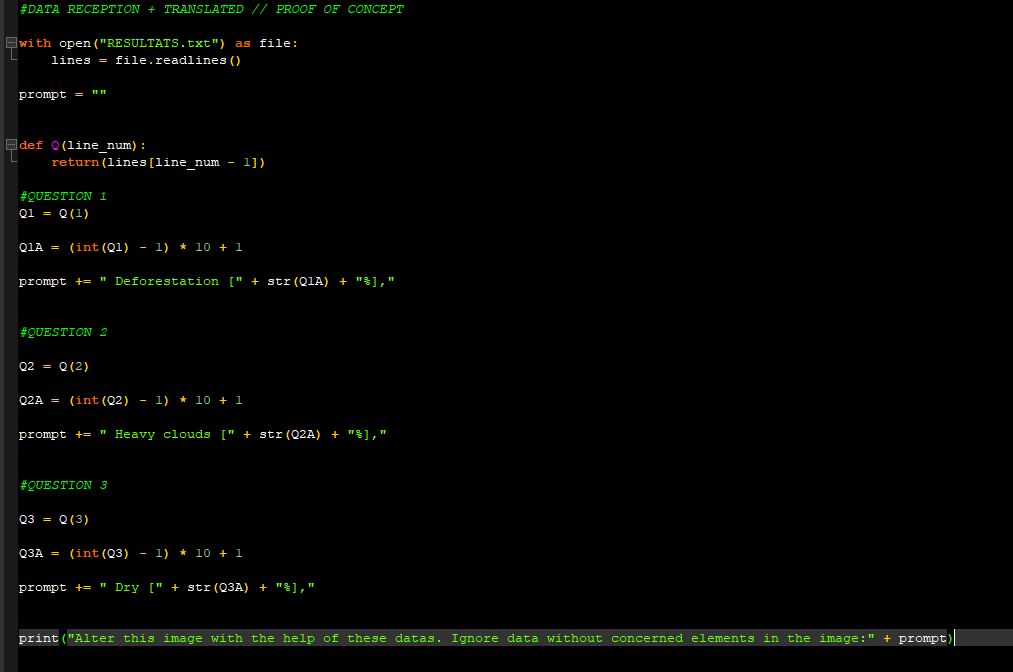 #DATA RECEPTION + TRANSLATED // PROOF OF CONCEPT
with open("RESULTATS.txt") as file:
    lines = file.readlines()
prompt = ""
def Q(line_num):
    return(lines[line_num - 1])
#QUESTION 1
Q1 = Q(1)
Q1A = (int(Q1) - 1) * 10 + 1
prompt += " Deforestation [" + str(Q1A) + "%],"
#QUESTION 2
Q2 = Q(2)
Q2A = (int(Q2) - 1) * 10 + 1
prompt += " Heavy clouds [" + str(Q2A) + "%],"
#QUESTION 3
Q3 = Q(3)
Q3A = (int(Q3) - 1) * 10 + 1
prompt += " Dry [" + str(Q3A) + "%],"
print("Alter this image with the help of these datas. Ignore data without concerned elements in the image:" + prompt)